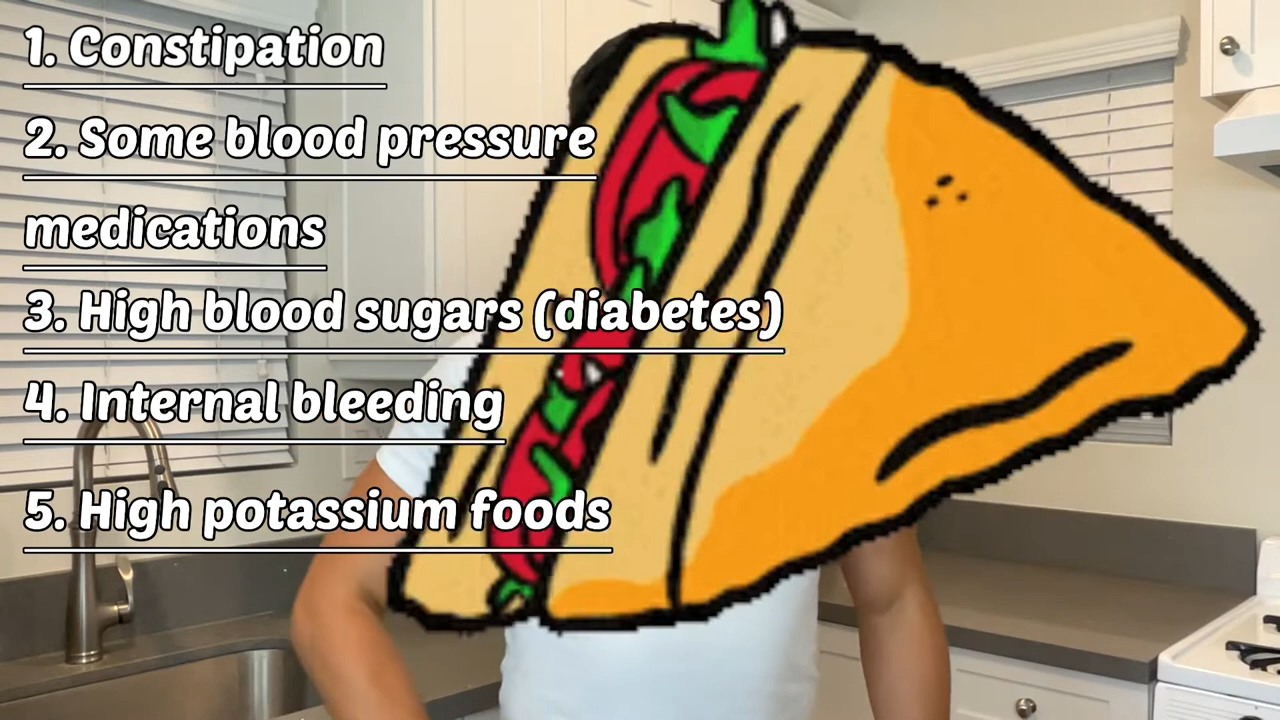 1. Constipation
2. Some blood pressure
medications
3. High blood sugars (diabetes)
4. Internal bleeding
5. High potassium foods